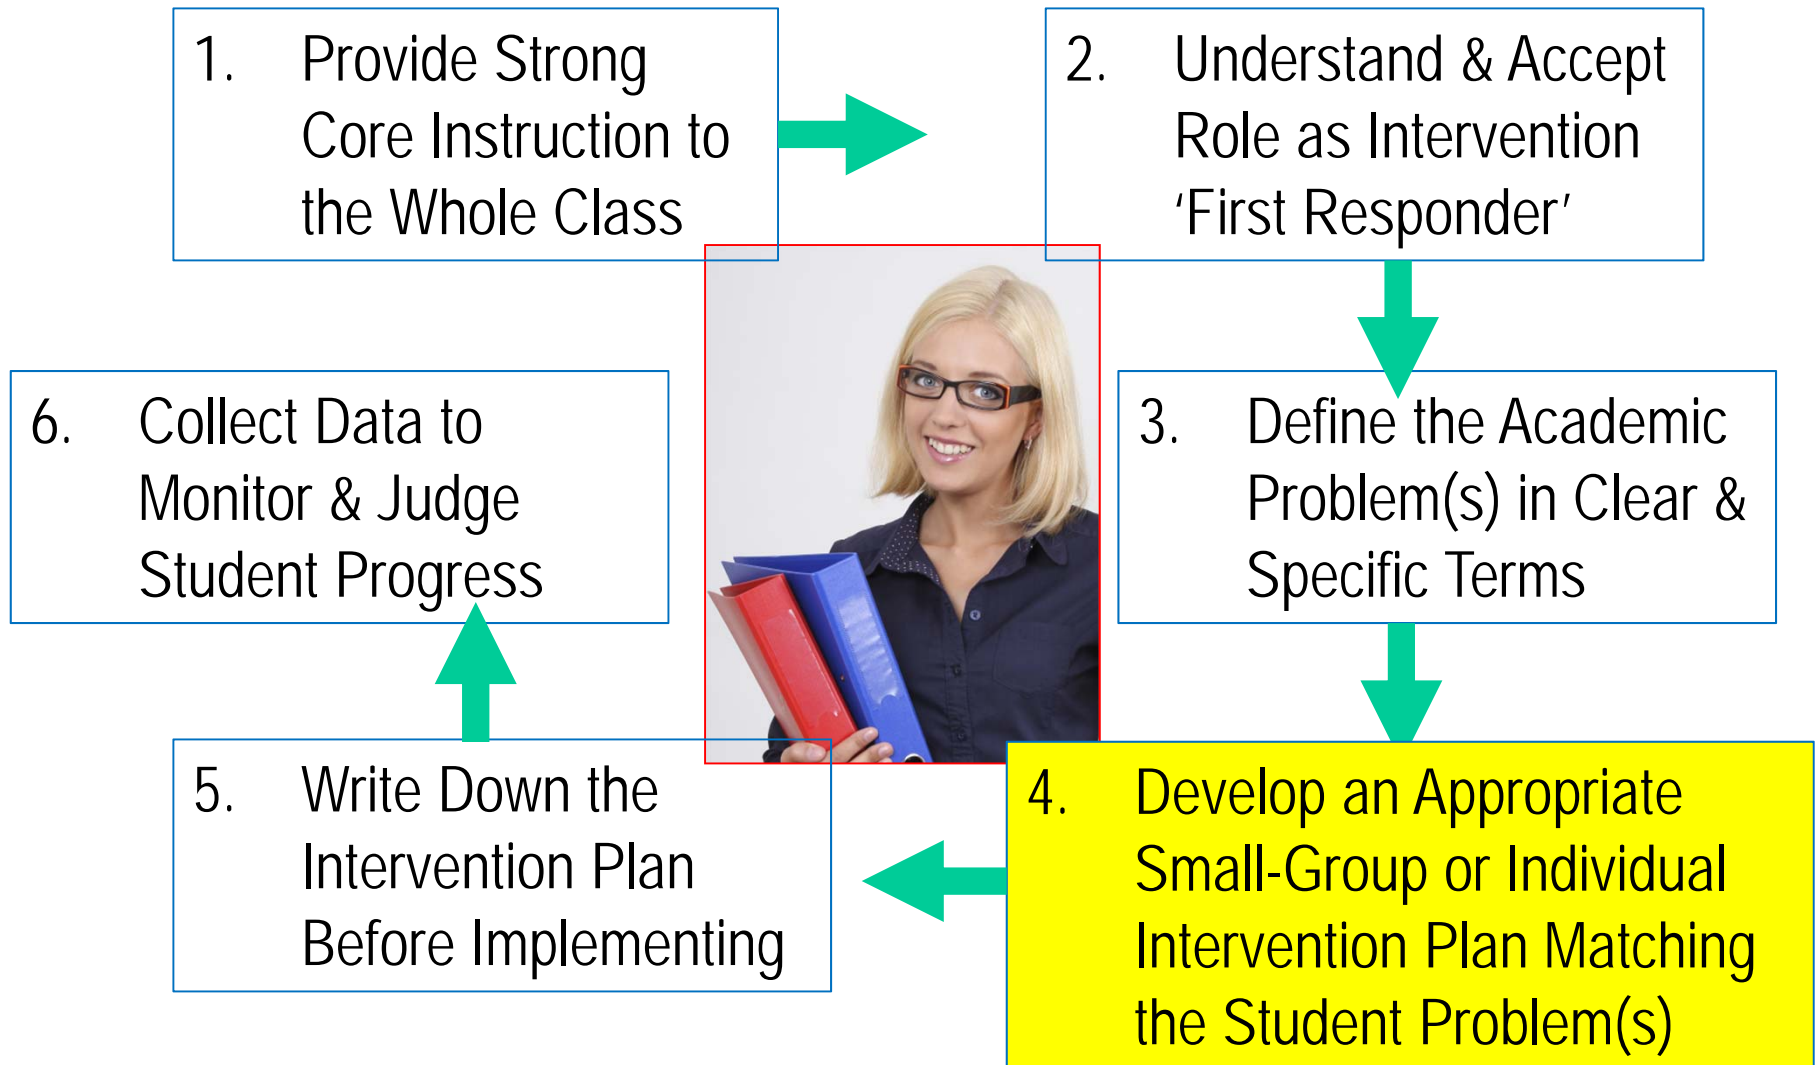 1. Provide Strong
Core Instruction to
the Whole Class
2. Understand & Accept
Role as Intervention
‘First Responder’
3. Define the Academic
Problem(s) in Clear &
Specific Terms
4. Develop an Appropriate
Small-Group or Individual
Intervention Plan Matching
the Student Problem(s)
5. Write Down the
Intervention Plan
Before Implementing
6. Collect Data to
Monitor & Judge
Student Progress